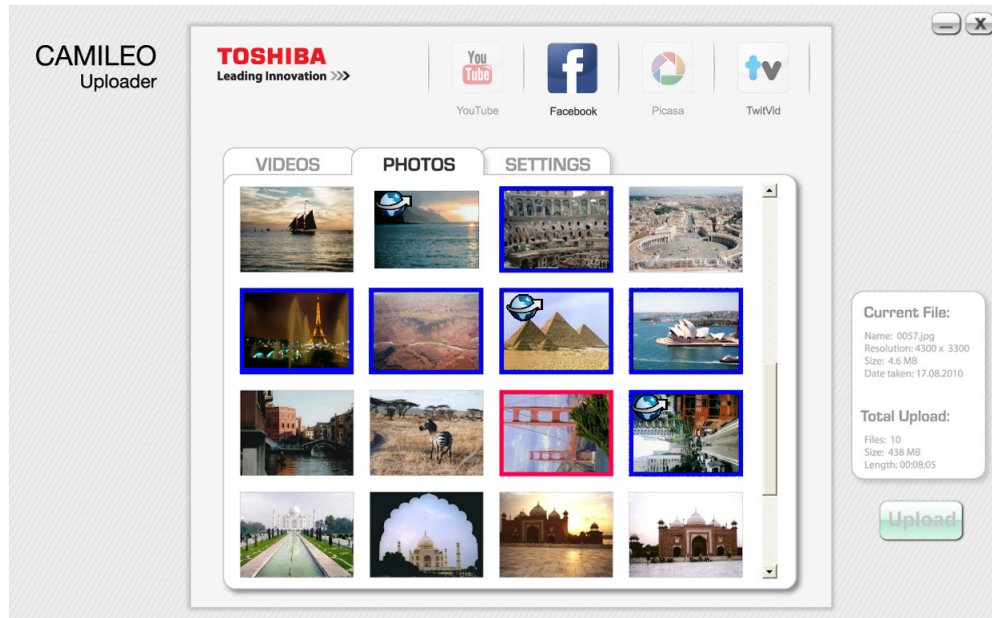 CAMILEO
Uploader
TOSHIBA
Leading Innovation >>>
You
Tube
f
tv
YouTube
Facebook
Picasa
TwitVid
X
VIDEOS
PHOTOS
SETTINGS
Current File:
Name: 0057.jpg
Resolution: 4300 x 3300
Size: 4.6 MB
Date taken: 17.08.2010
Total Upload:
Files: 10
Size: 438 MB
Length: 00:08:05
Upload